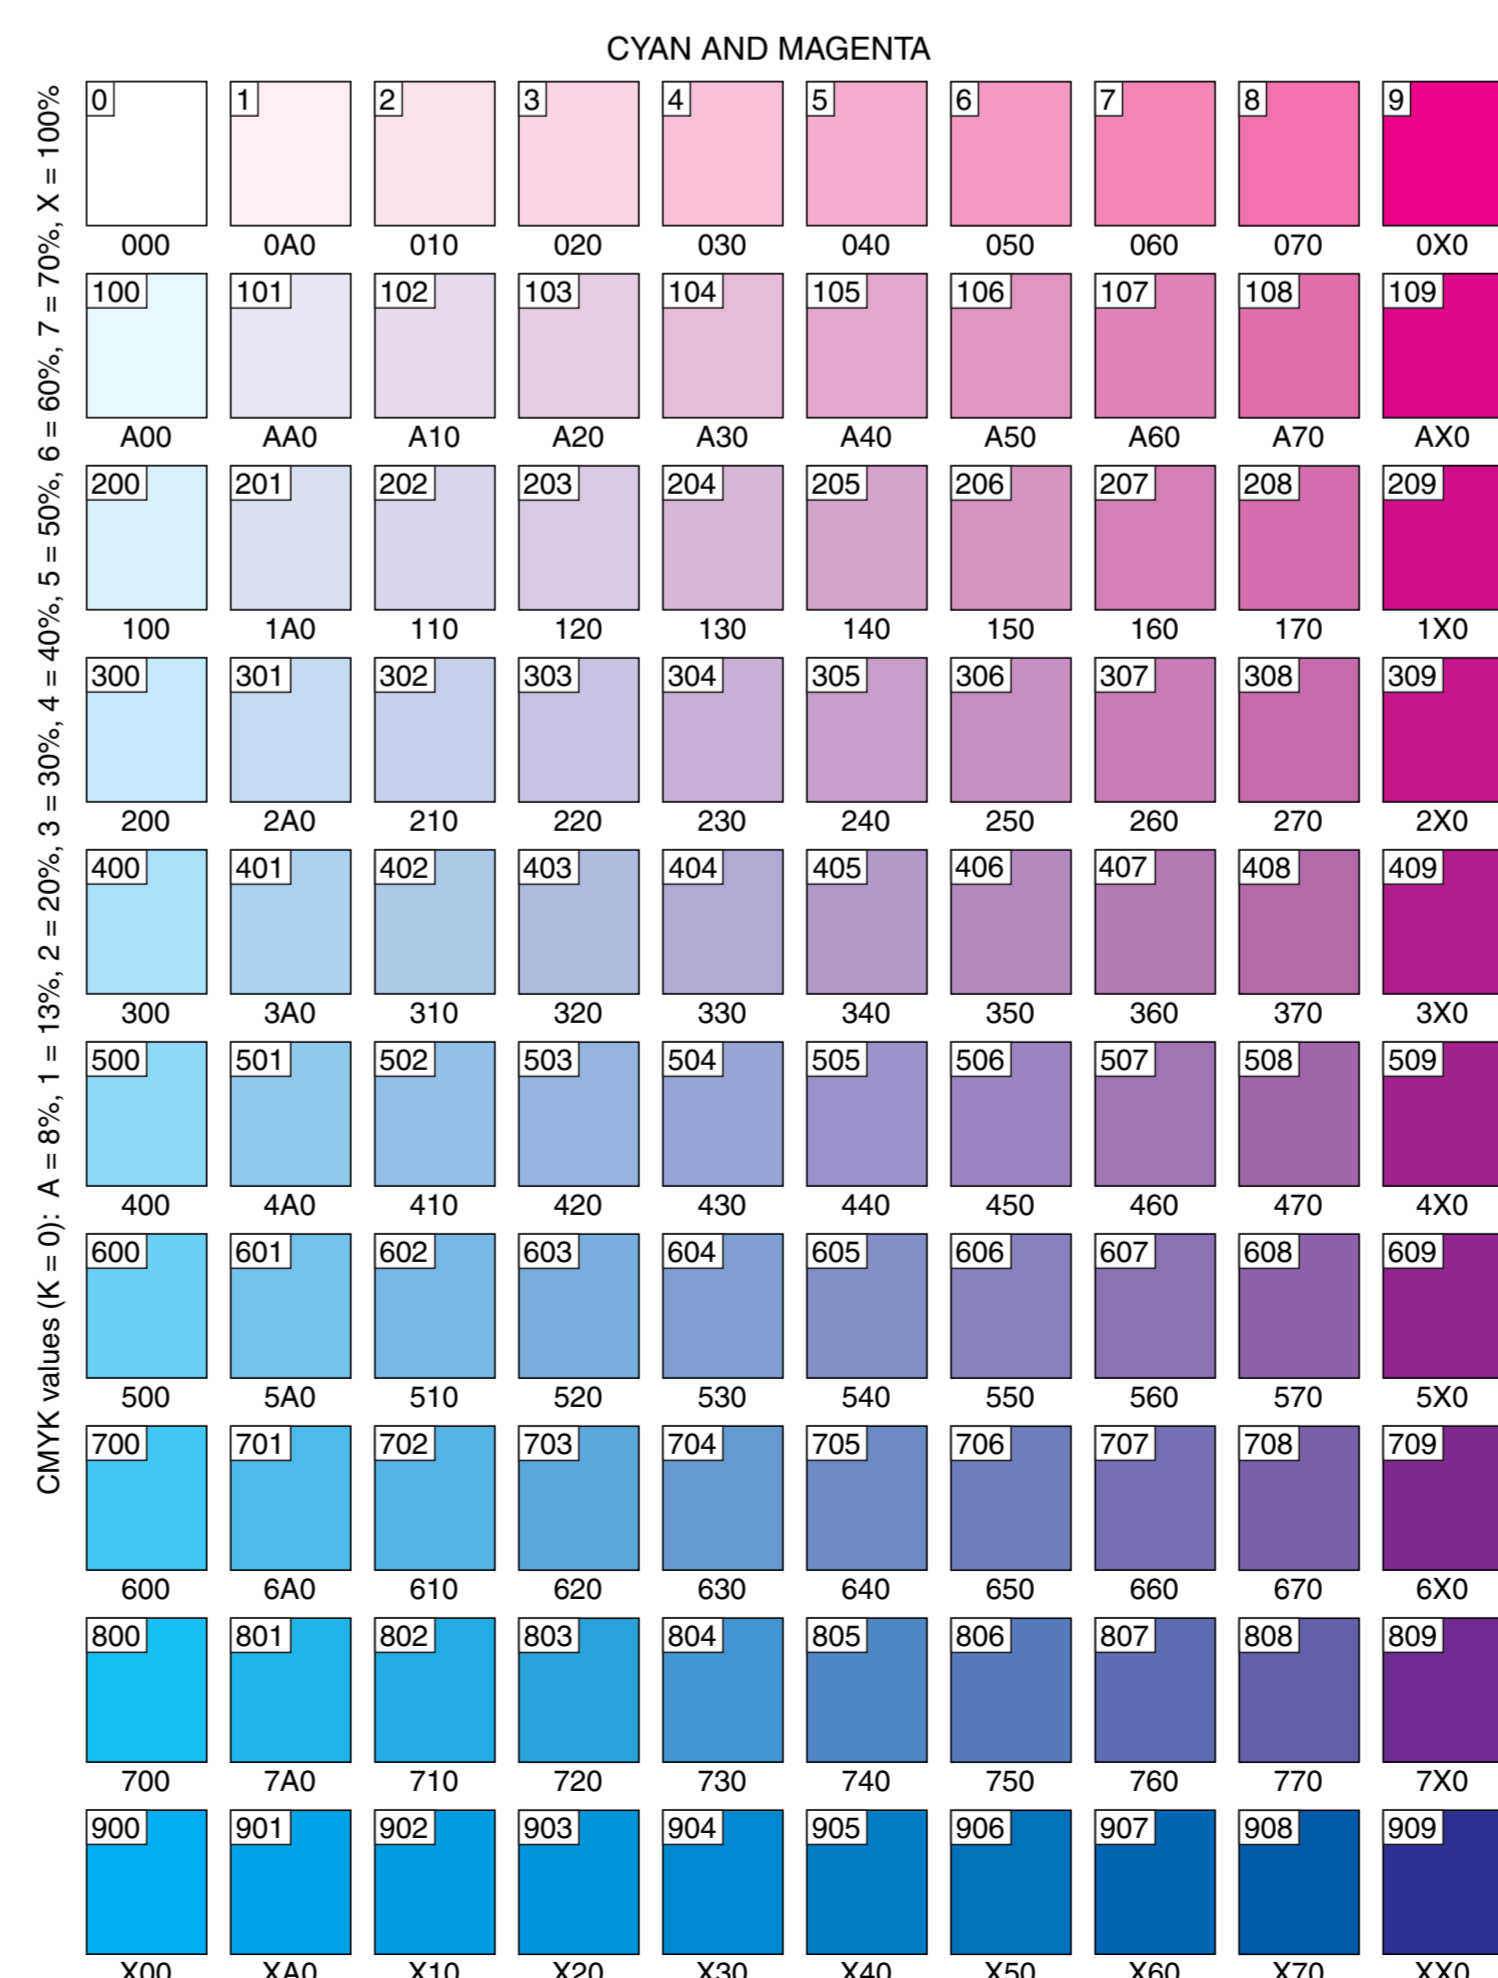 CYAN AND MAGENTA
CMYK values (K = 0): A = 8%, 1 = 13%, 2 = 20%, 3 = 30%, 4 = 40%, 5 = 50%, 6 = 60%, 7 = 70%, X = 100%
0 1 2 3 4 5 6 7 8 9
000 0A0 010 020 030 040 050 060 070 0X0
100 101 102 103 104 105 106 107 108 109
A00 AA0 A10 A20 A30 A40 A50 A60 A70 AX0
200 201 202 203 204 205 206 207 208 209
100 1A0 110 120 130 140 150 160 170 1X0
300 301 302 303 304 305 306 307 308 309
200 2A0 210 220 230 240 250 260 270 2X0
400 401 402 403 404 405 406 407 408 409
300 3A0 310 320 330 340 350 360 370 3X0
500 501 502 503 504 505 506 507 508 509
400 4A0 410 420 430 440 450 460 470 4X0
600 601 602 603 604 605 606 607 608 609
500 5A0 510 520 530 540 550 560 570 5X0
700 701 702 703 704 705 706 707 708 709
600 6A0 610 620 630 640 650 660 670 6X0
800 801 802 803 804 805 806 807 808 809
700 7A0 710 720 730 740 750 760 770 7X0
900 901 902 903 904 905 906 907 908 909
X00 XA0 X10 X20 X30 X40 X50 X60 X70 XX0